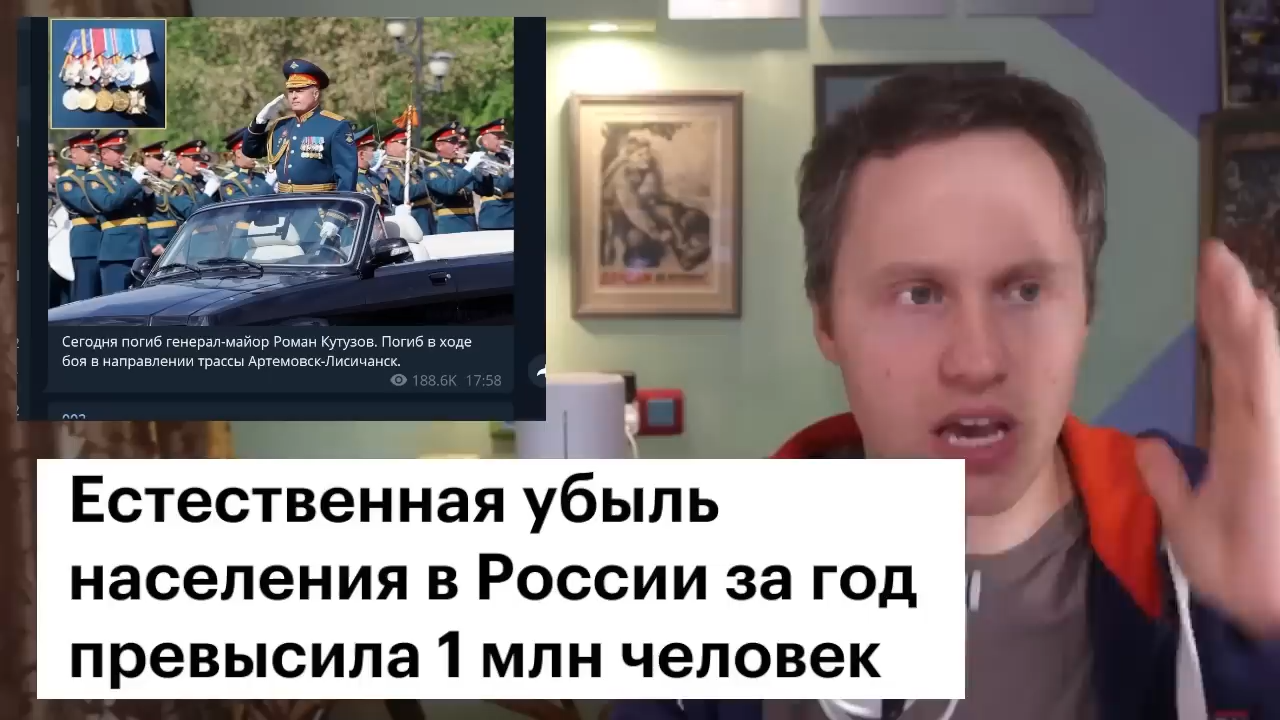 Сегодня погиб генерал-майор Роман Кутузов. Погиб в ходе
боя в направлении трассы Артемовск-Лисичанск.
188.6K 17:58
Естественная убыль
населения в России за год
превысила 1 млн человек